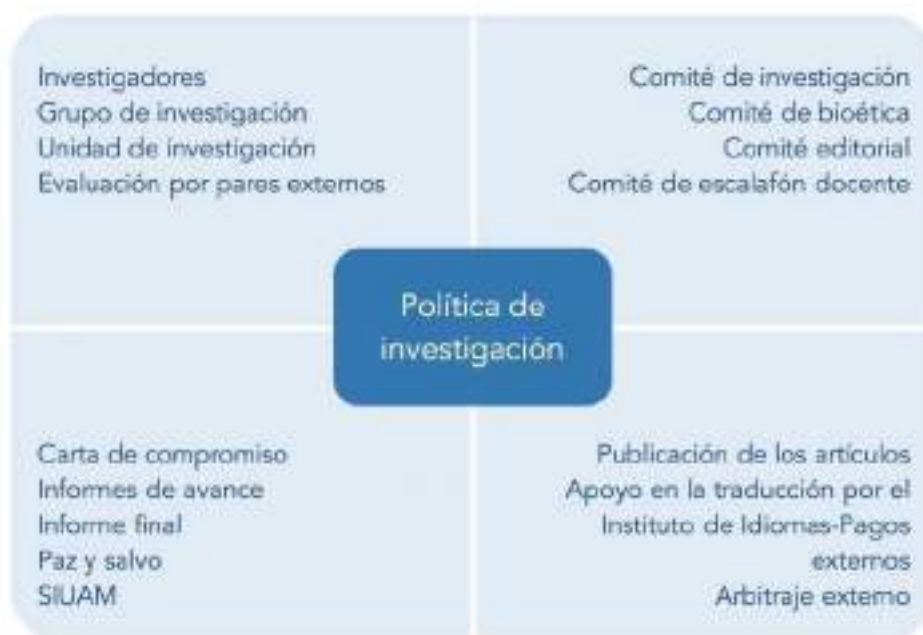 Investigadores
Grupo de investigación
Unidad de investigación
Evaluación por pares externos
Comité de investigación
Comité de bioética
Comité editorial
Comité de escalafón docente
Política de
investigación
Carta de compromiso
Informes de avance
Informe final
Paz y salvo
SIUAM
Publicación de los artículos
Apoyo en la traducción por el
Instituto de Idiomas-Pagos
externos
Arbitraje externo